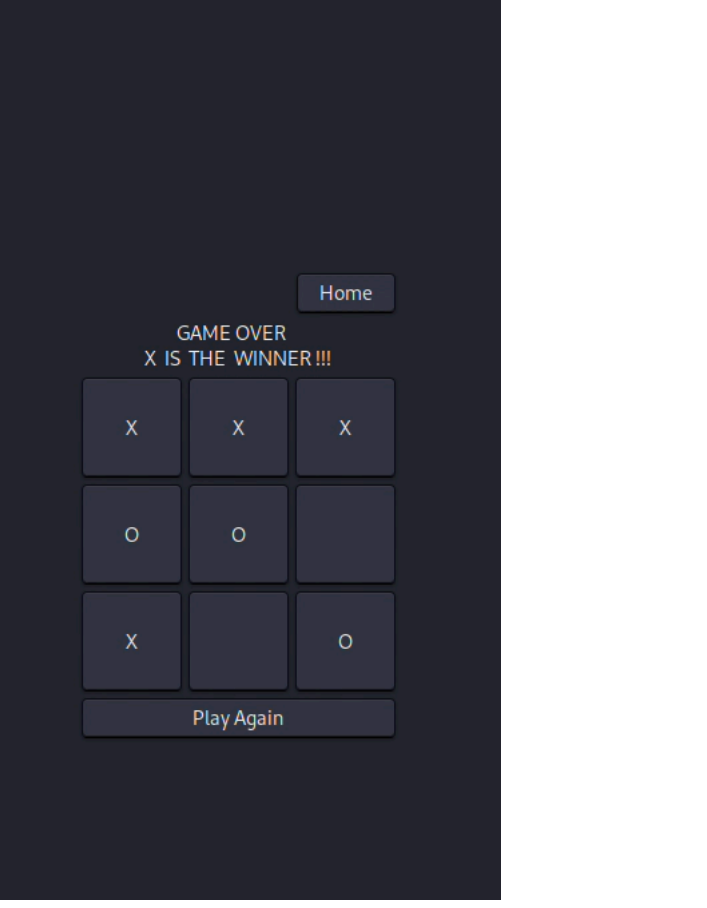 Home
GAME OVER
X IS THE WINNER !!!
X X X
O O
X O
Play Again